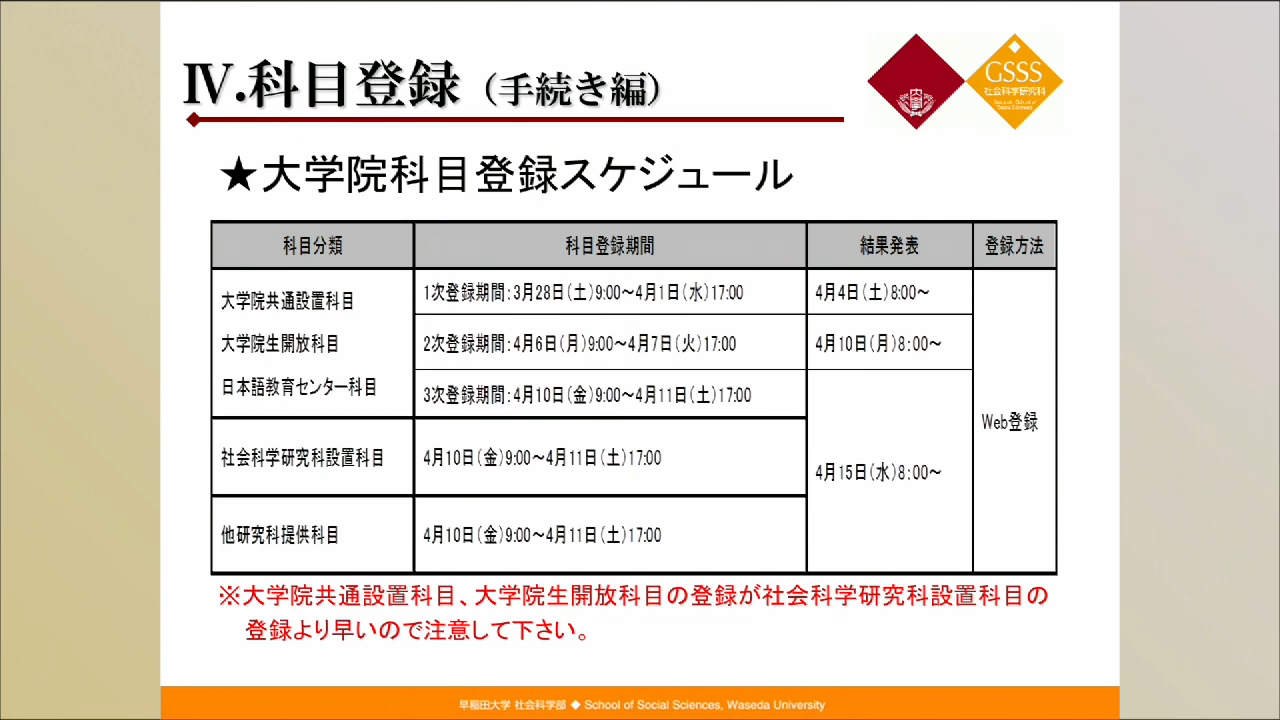 Ⅳ.科目登録（手続き編）
GSSS
社会科学研究科
★大学院科目登録スケジュール
科目分類 科目登録期間 結果発表 登録方法
大学院共通設置科目
大学院生開放科目
日本語教育センター科目
1次登録期間：3月28日（土）9:00～4月1日（水）17:00 4月4日（土）8:00～
2次登録期間：4月6日（月）9:00～4月7日（火）17:00 4月10日（月）8：00～
3次登録期間：4月10日（金）9:00～4月11日（土）17:00
社会科学研究科設置科目 4月10日（金）9:00～4月11日（土）17:00
他研究科提供科目 4月10日（金）9:00～4月11日（土）17:00
4月15日（水）8：00～
Web登録
※大学院共通設置科目、大学院生開放科目の登録が社会科学研究科設置科目の
登録より早いので注意して下さい。
早稲田大学 社会科学部 ◆ School of Social Sciences, Waseda University